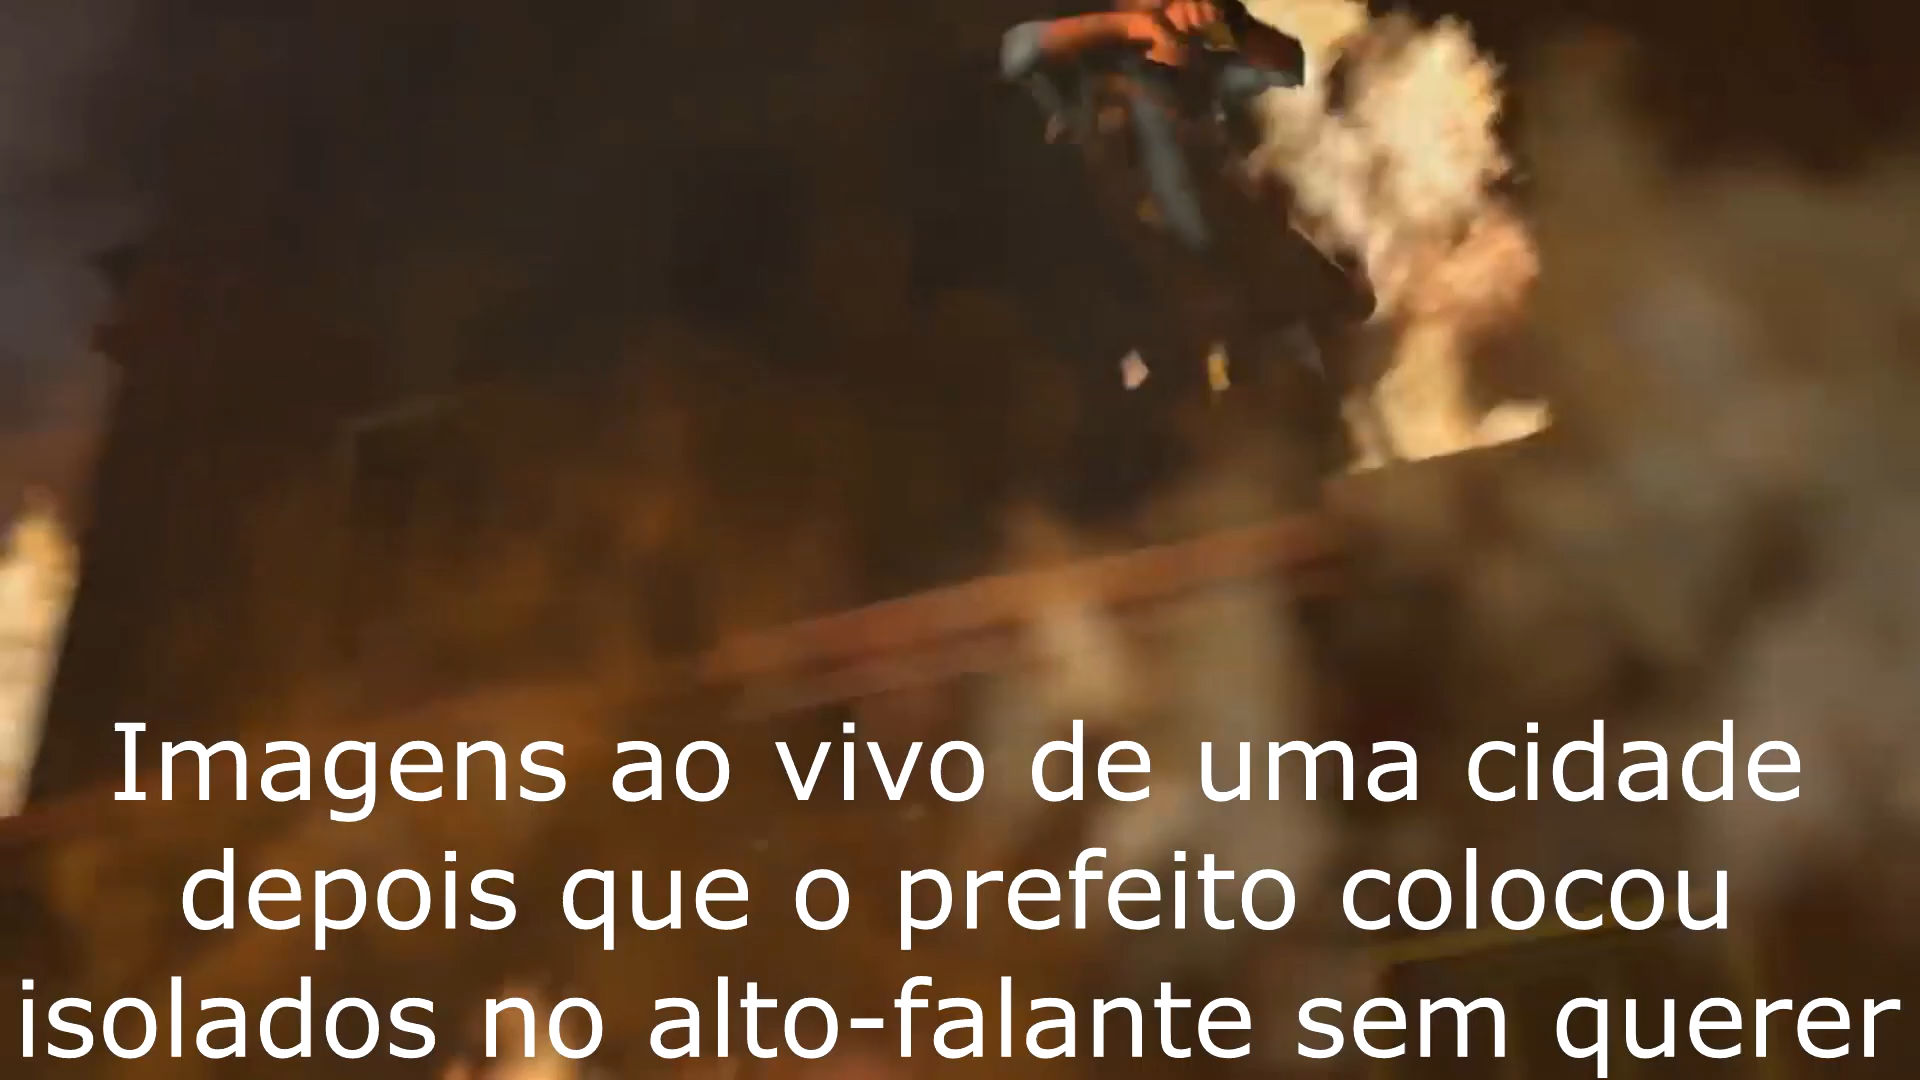 Imagens ao vivo de uma cidade
depois que o prefeito colocou
isolados no alto-falante sem querer